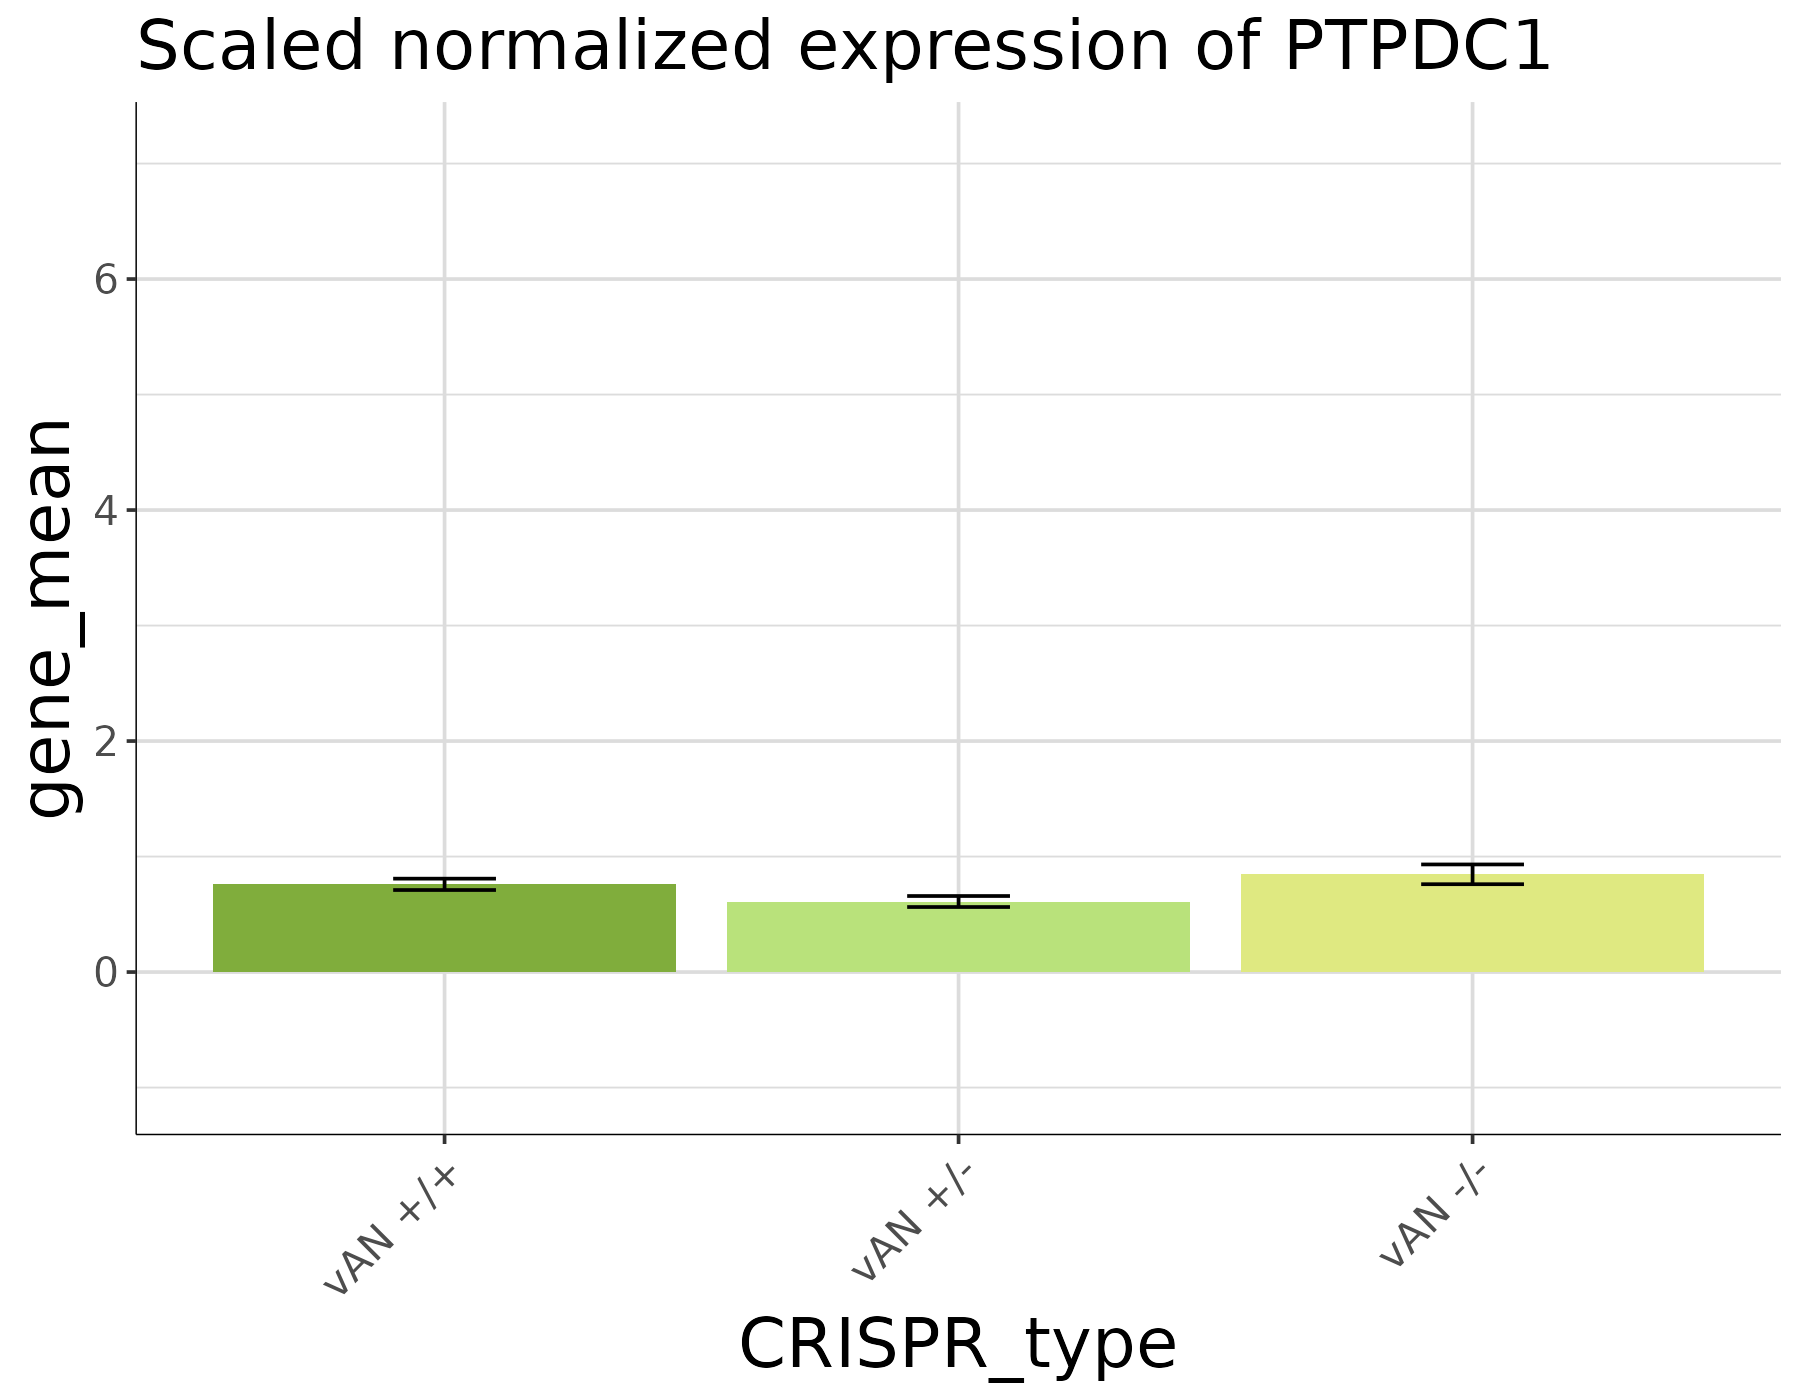 Scaled normalized expression of PTPDC1
gene_mean
6
4
2
0
vAN +/+
vAN +/-
vAN -/-
CRISPR_type